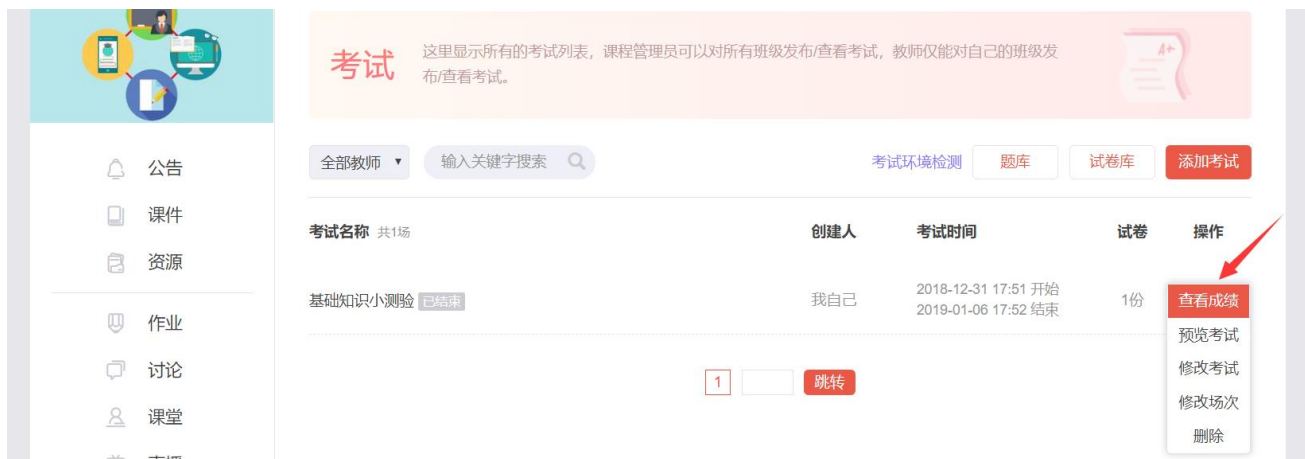 考试
这里显示所有的考试列表，课程管理员可以对所有班级发布/查看考试，教师仅能对自己的班级发
布/查看考试。
A+
公告
课件
资源
作业
讨论
课堂
全部教师 ▼
输入关键字搜索
考试环境检测
题库
试卷库
添加考试
考试名称 共1场
创建人
考试时间
试卷
操作
基础知识小测验 已结束
我自己
2018-12-31 17:51 开始
2019-01-06 17:52 结束
1份
查看成绩
预览考试
修改考试
修改场次
删除
1
跳转